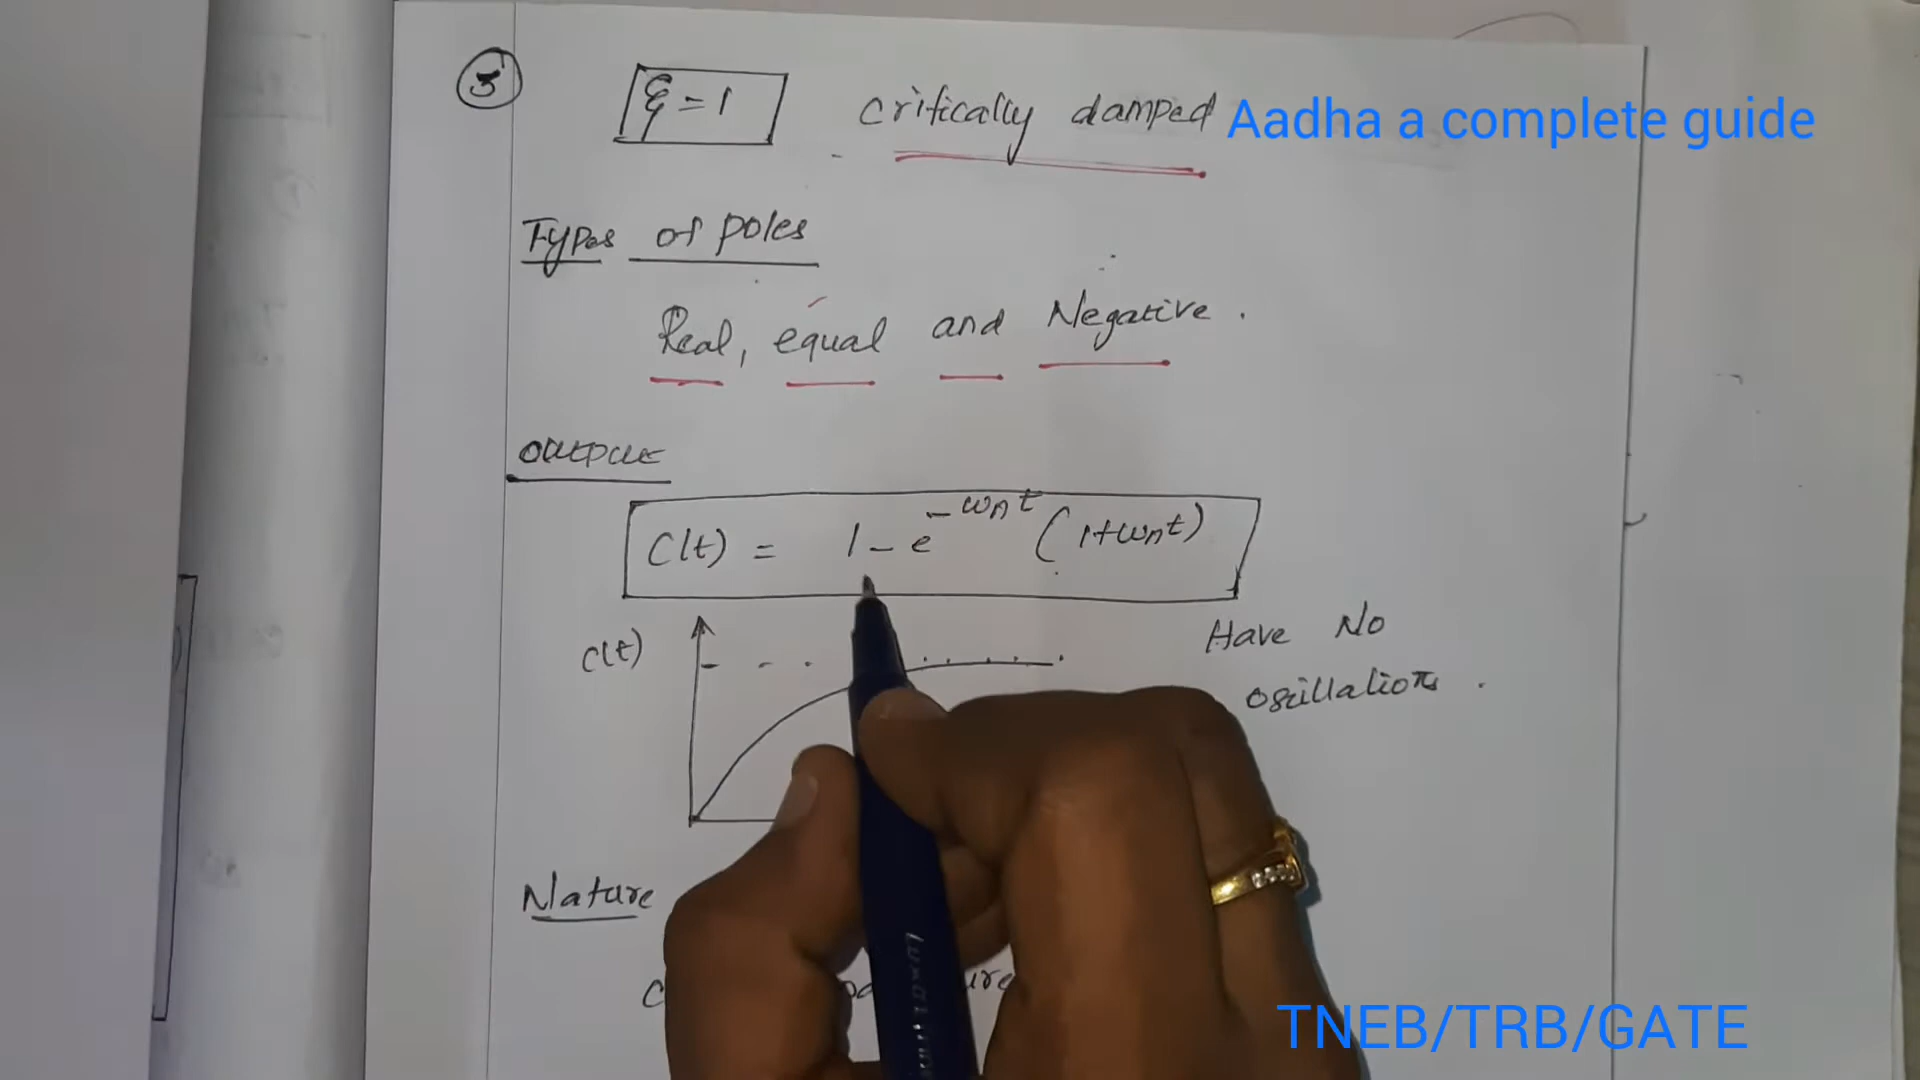 3
ξ = 1 Critically damped
Aadha a complete guide
Types of poles
Real, equal and Negative.
output
C(t) = 1 - e^{-ωnt} (1+ωnt)
C(t)
Have No
oscillations.
Nature
TNEB/TRB/GATE